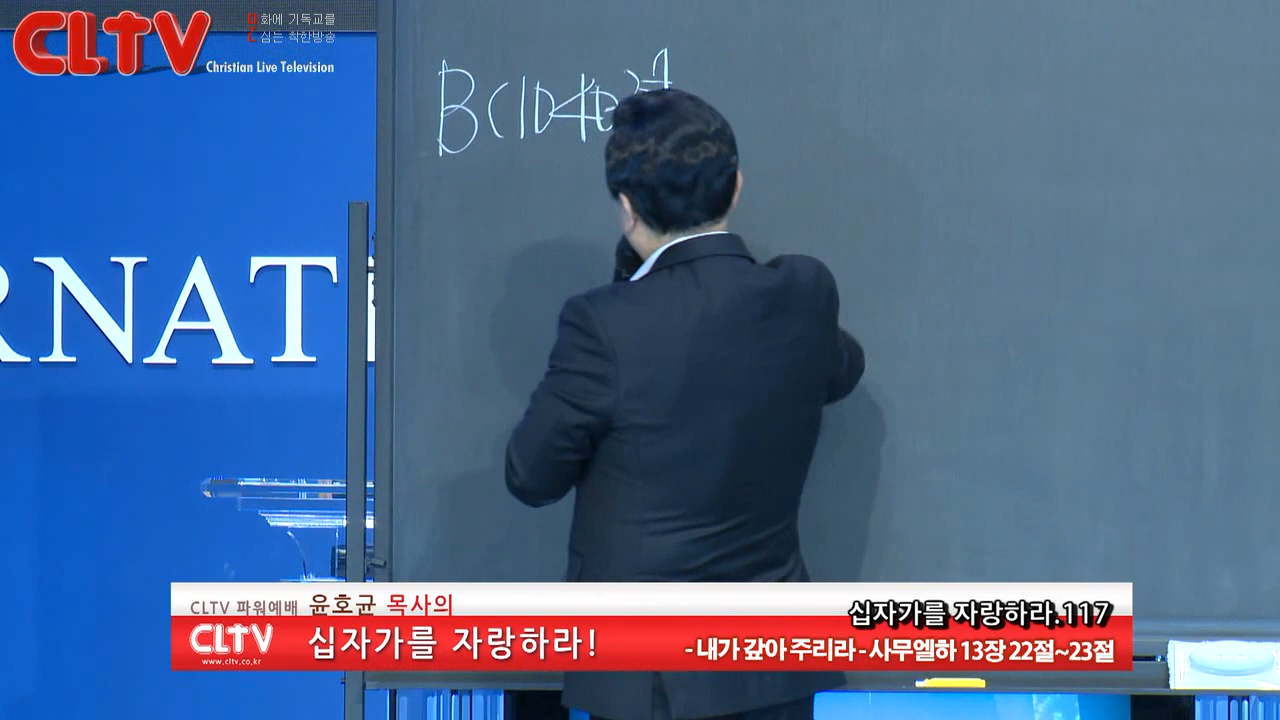 CLTV
문화에 기독교를
심는 착한방송
Christian Live Television
RNAT
CLTV 파워예배 윤호균 목사의
CLTV
www.cltv.co.kr
십자가를 자랑하라!
십자가를 자랑하라.117
- 내가 갚아 주리라 - 사무엘하 13장 22절~23절